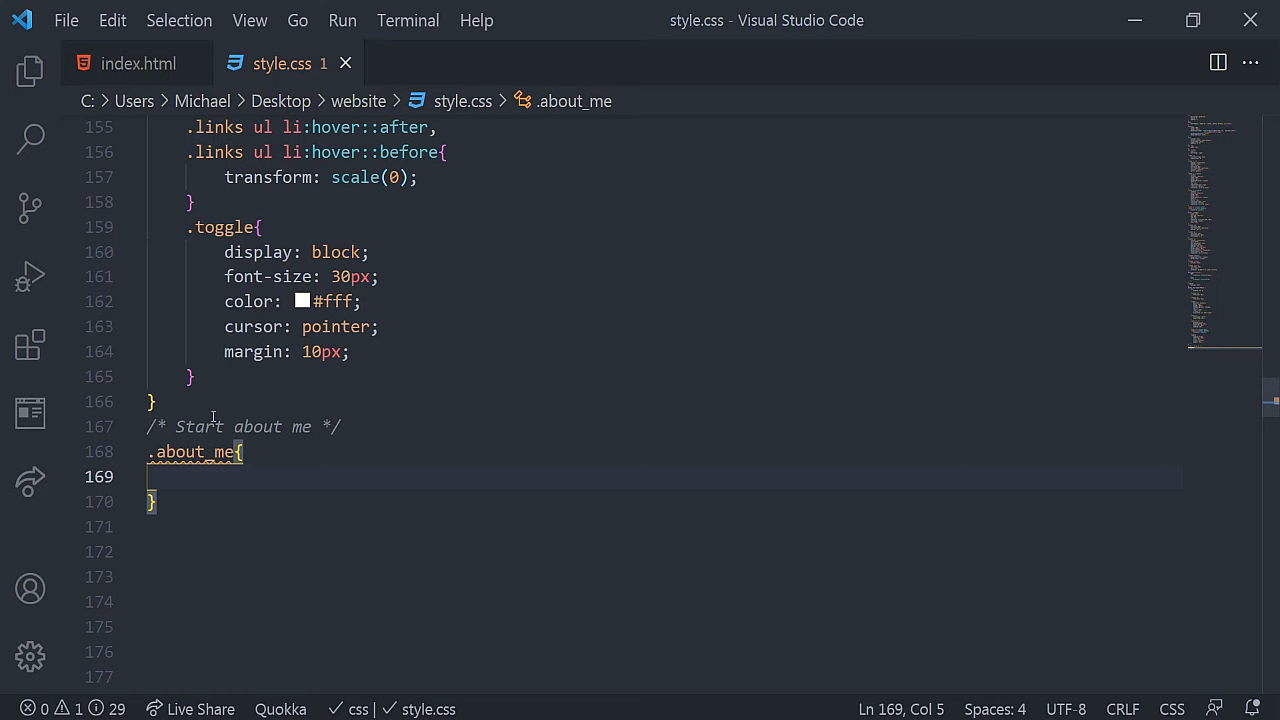 File Edit Selection View Go Run Terminal Help style.css - Visual Studio Code
index.html style.css 1
C: > Users > Michael > Desktop > website > style.css > .about_me
155 .links ul li:hover::after,
156 .links ul li:hover::before{
157 transform: scale(0);
158 }
159 .toggle{
160 display: block;
161 font-size: 30px;
162 color: #fff;
163 cursor: pointer;
164 margin: 10px;
165 }
166 }
167 /* Start about me */
168 .about_me{
169
170 }
171
172
173
174
175
176
177
0 1 29 Live Share Quokka css | style.css Ln 169, Col 5 Spaces: 4 UTF-8 CRLF CSS